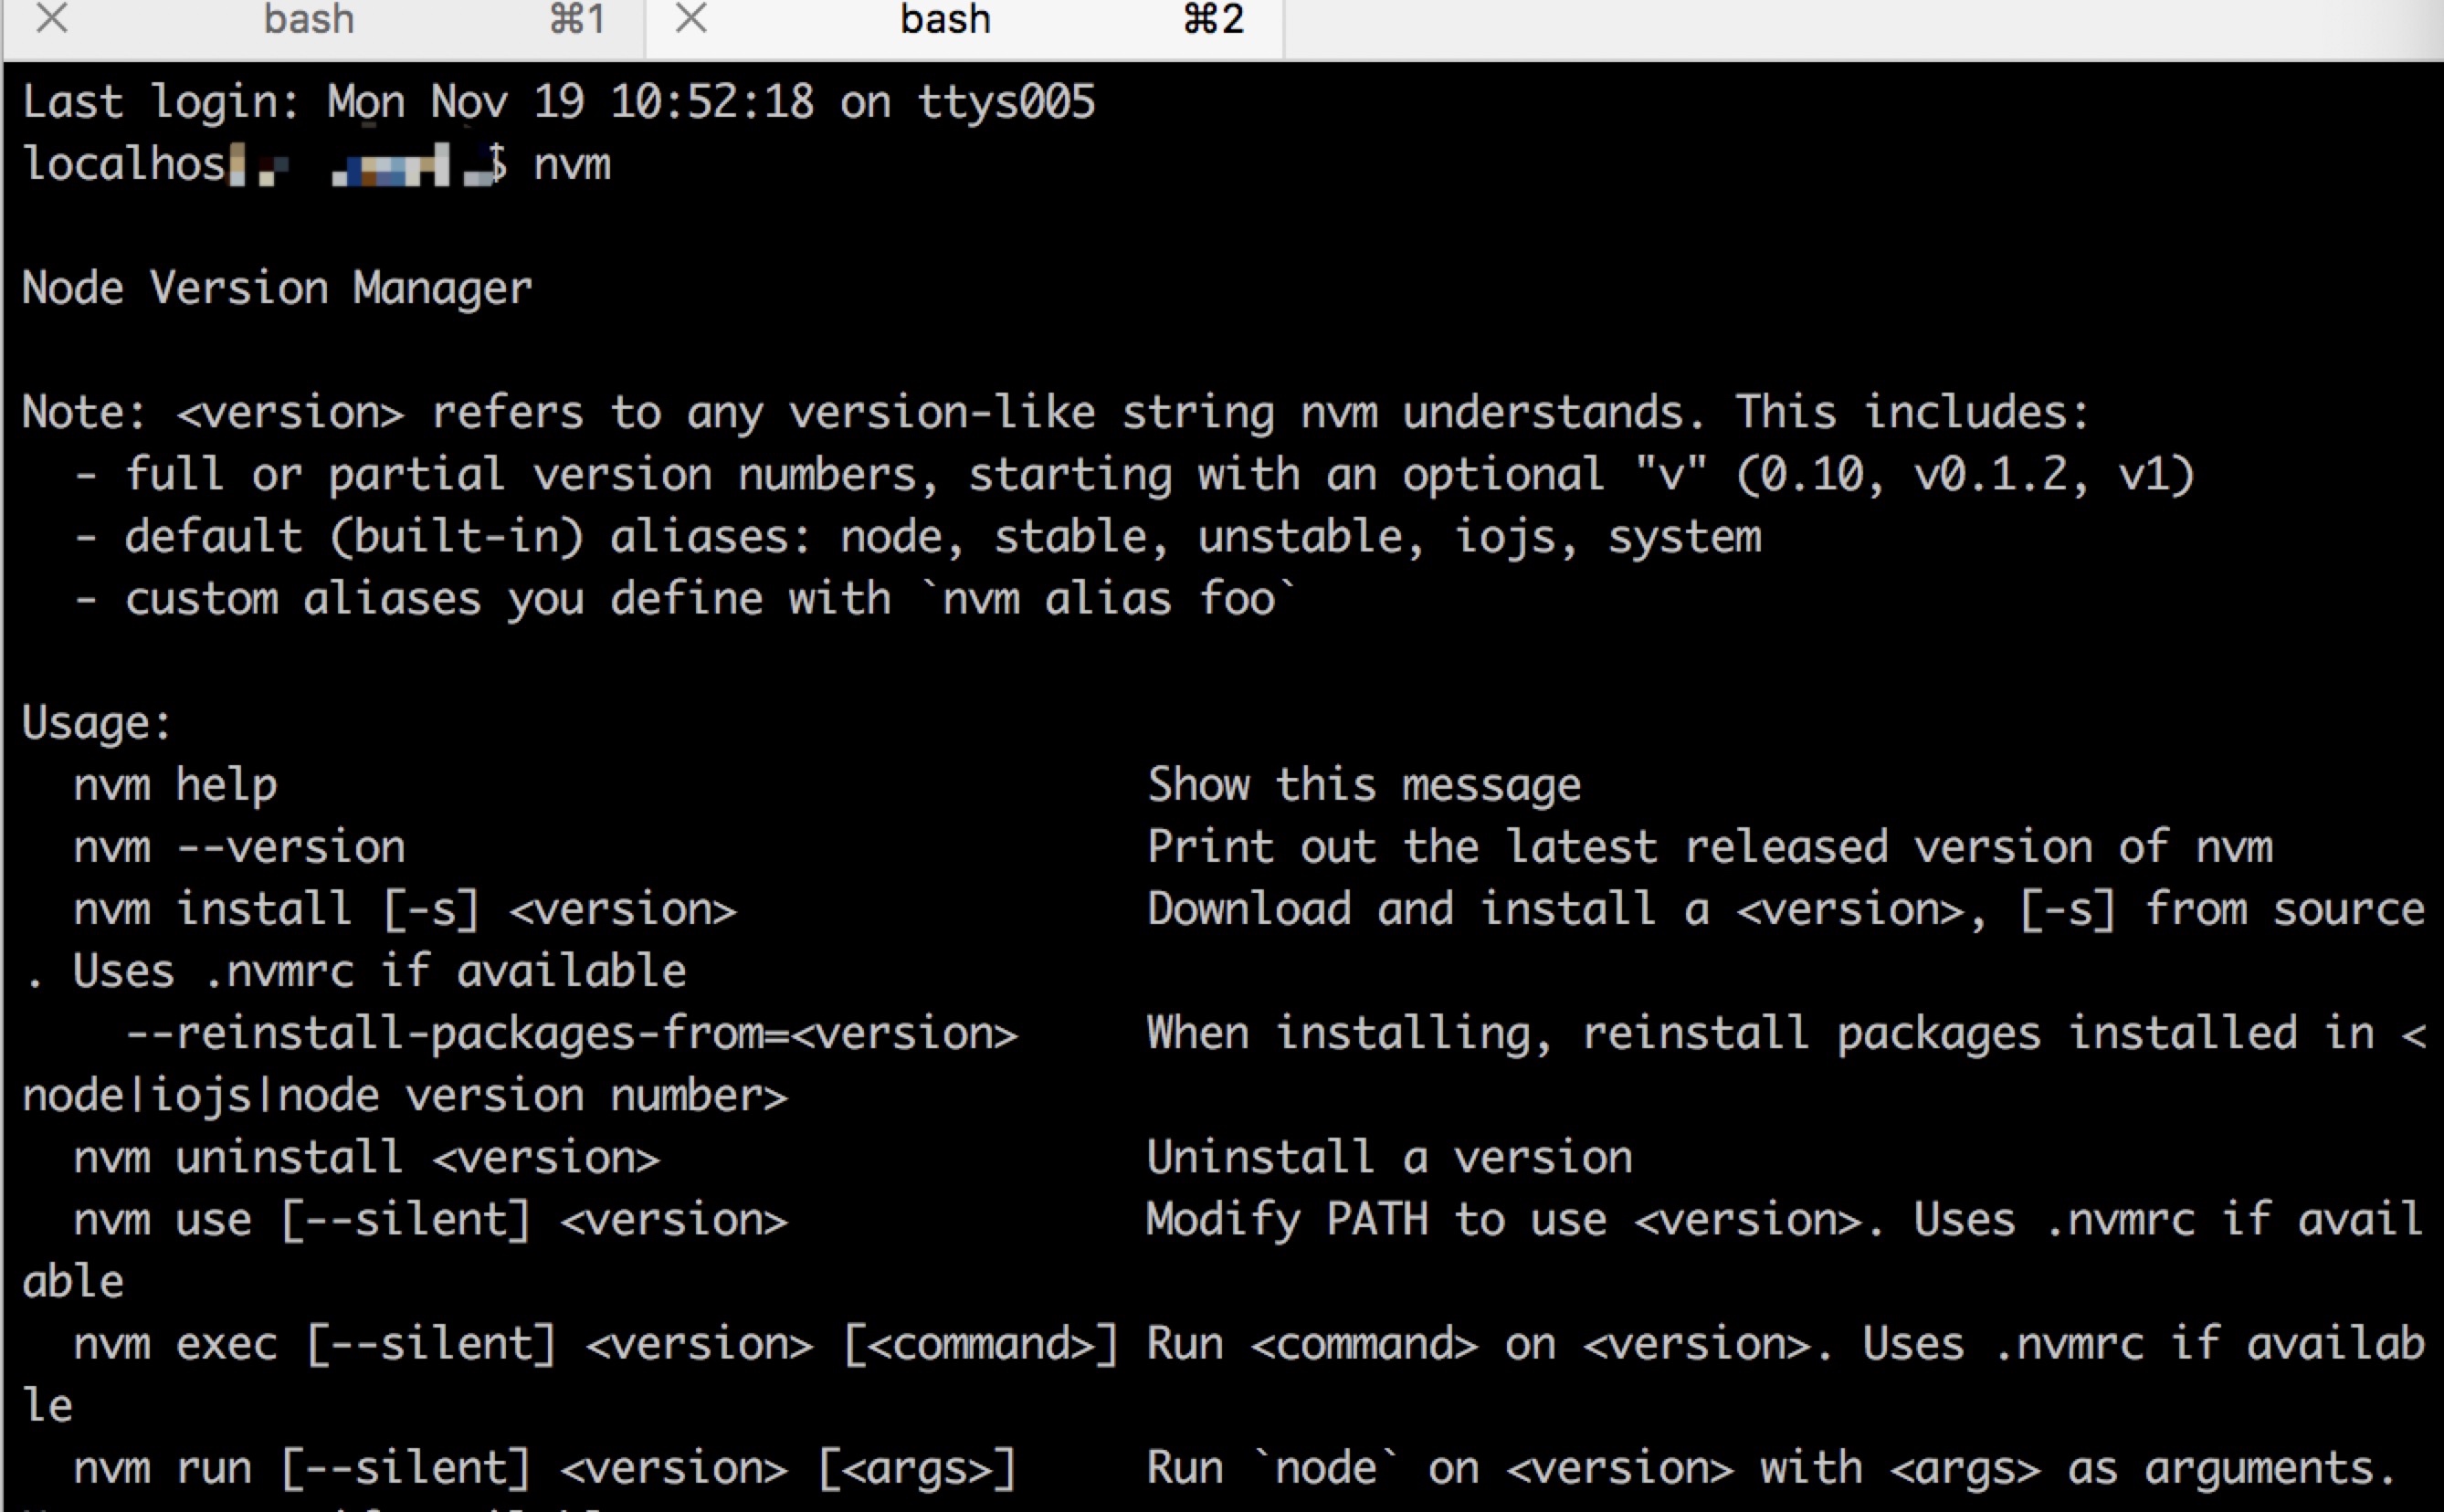 bash ⌘1 bash ⌘2
Last login: Mon Nov 19 10:52:18 on ttys005
localhos $ nvm
Node Version Manager
Note: <version> refers to any version-like string nvm understands. This includes:
  - full or partial version numbers, starting with an optional "v" (0.10, v0.1.2, v1)
  - default (built-in) aliases: node, stable, unstable, iojs, system
  - custom aliases you define with `nvm alias foo`
Usage:
  nvm help                                  Show this message
  nvm --version                             Print out the latest released version of nvm
  nvm install [-s] <version>                Download and install a <version>, [-s] from source
. Uses .nvmrc if available
    --reinstall-packages-from=<version>     When installing, reinstall packages installed in <
node|iojs|node version number>
  nvm uninstall <version>                   Uninstall a version
  nvm use [--silent] <version>              Modify PATH to use <version>. Uses .nvmrc if avail
able
  nvm exec [--silent] <version> [<command>] Run <command> on <version>. Uses .nvmrc if availab
le
  nvm run [--silent] <version> [<args>]     Run `node` on <version> with <args> as arguments.